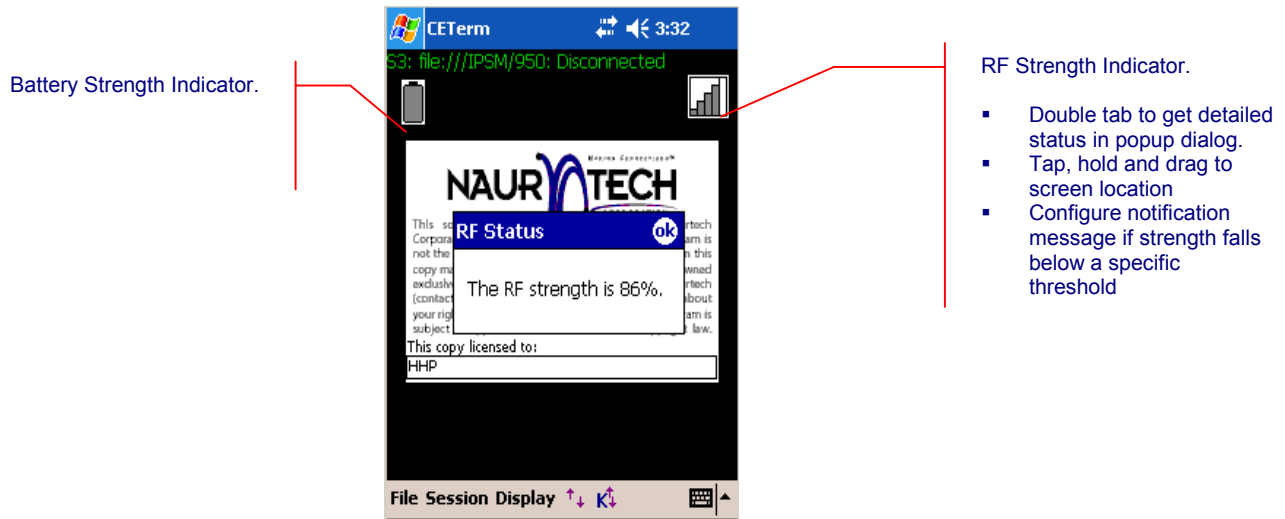 Battery Strength Indicator.
CETerm 3:32
S3: file:///IPSM/950: Disconnected
NAURTECH
This
Corpora
not the
copy ma
exclusiv
(contact
your rig
subject
rtech
am is
n this
wned
rtech
about
am is
t law.
RF Status ok
The RF strength is 86%.
This copy licensed to:
HHP
File Session Display K
RF Strength Indicator.
▪ Double tab to get detailed
status in popup dialog.
▪ Tap, hold and drag to
screen location
▪ Configure notification
message if strength falls
below a specific
threshold